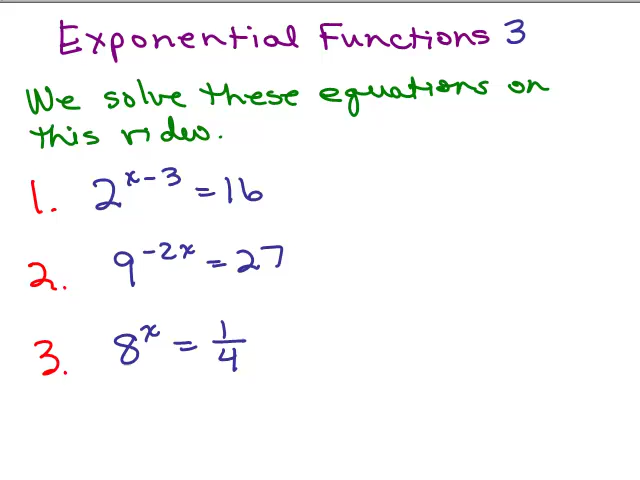 Exponential Functions 3
We solve these equations on
this video.
1. 2^{x-3} = 16
2. 9^{-2x} = 27
3. 8^{x} = 1/4